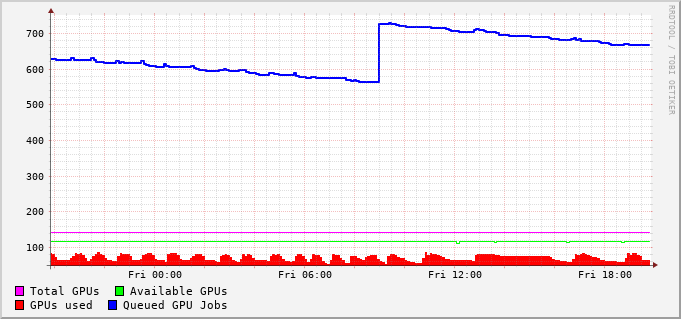 RRDTOOL / TOBI OETIKER
700
600
500
400
300
200
100
Fri 00:00 Fri 06:00 Fri 12:00 Fri 18:00
Total GPUs Available GPUs
GPUs used Queued GPU Jobs